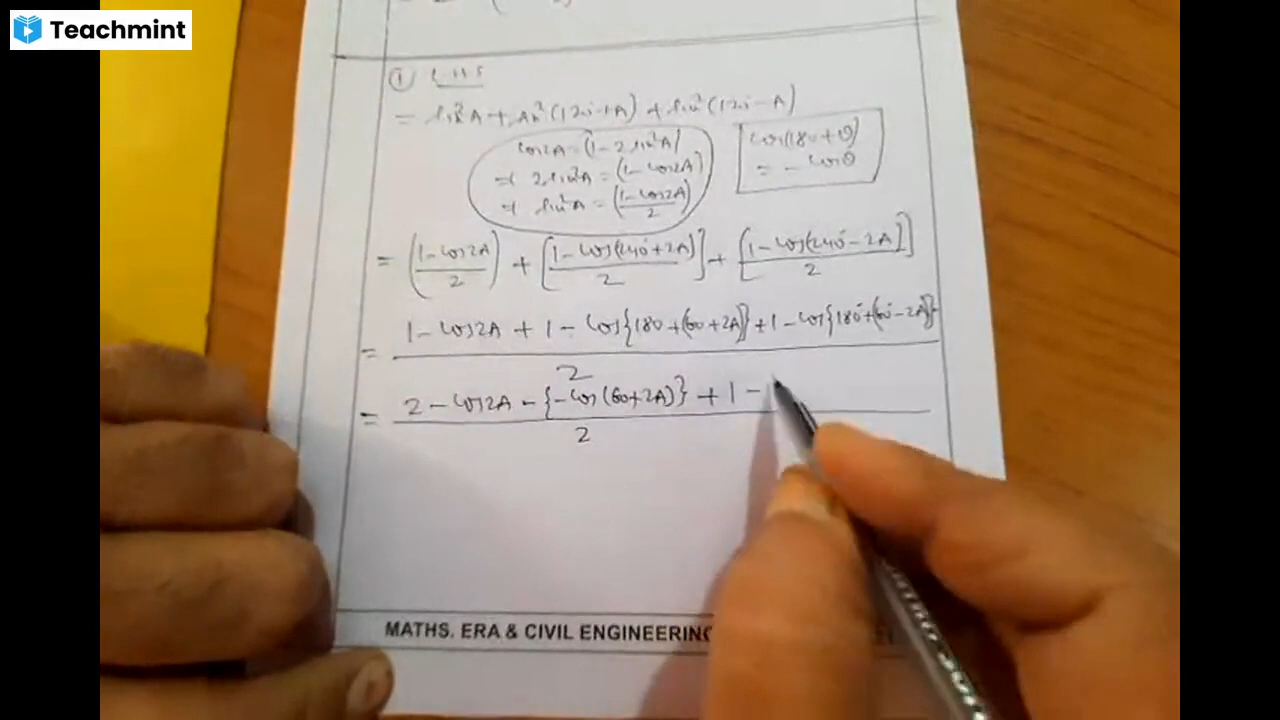 Teachmint
① LHS
= sin²A + sin²(120°+A) + sin²(120°-A)
cos2A = (1-2sin²A)
⇒ 2sin²A = (1-cos2A)
⇒ sin²A = (1-cos2A)/2
cos(180+θ)
= -cosθ
= (1-cos2A)/2 + [1-cos(240°+2A)]/2 + [1-cos(240°-2A)]/2
= 1-cos2A + 1-cos{180+(60+2A)} + 1-cos{180°+(60°-2A)} / 2
= 2-cos2A-{-cos(60+2A)} + 1 - / 2
MATHS. ERA & CIVIL ENGINEERING